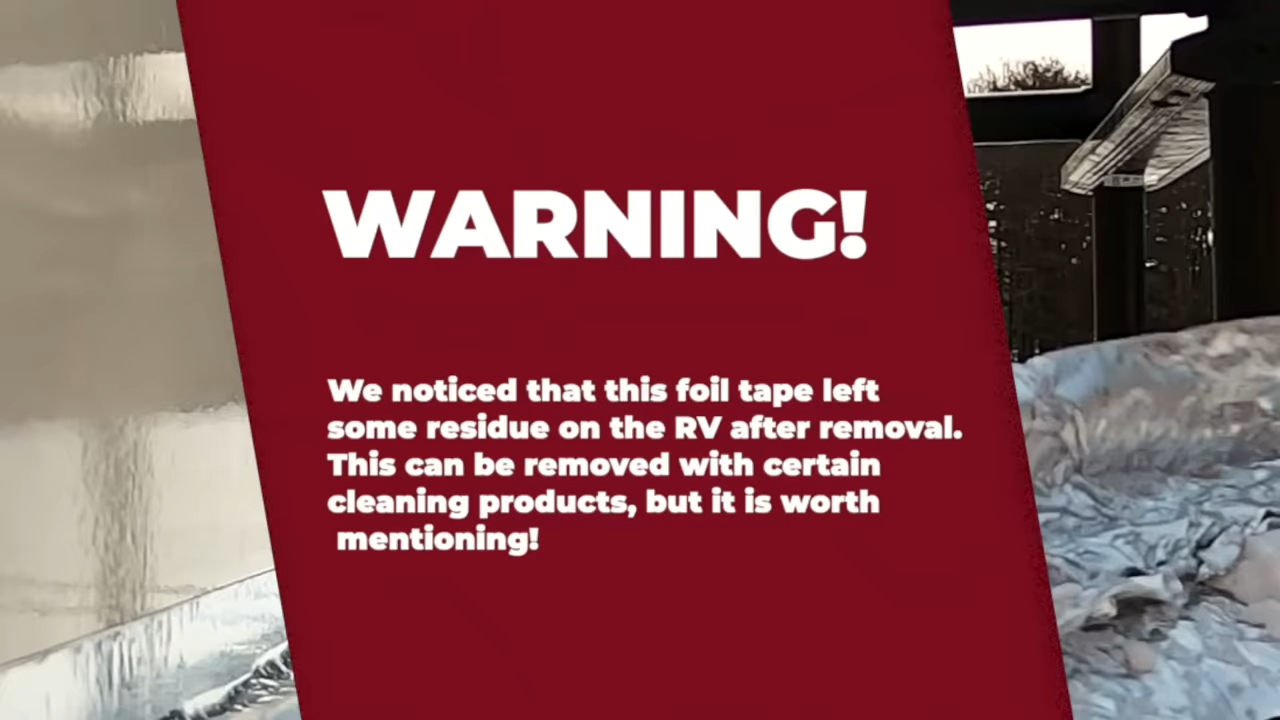 WARNING!
We noticed that this foil tape left
some residue on the RV after removal.
This can be removed with certain
cleaning products, but it is worth
mentioning!